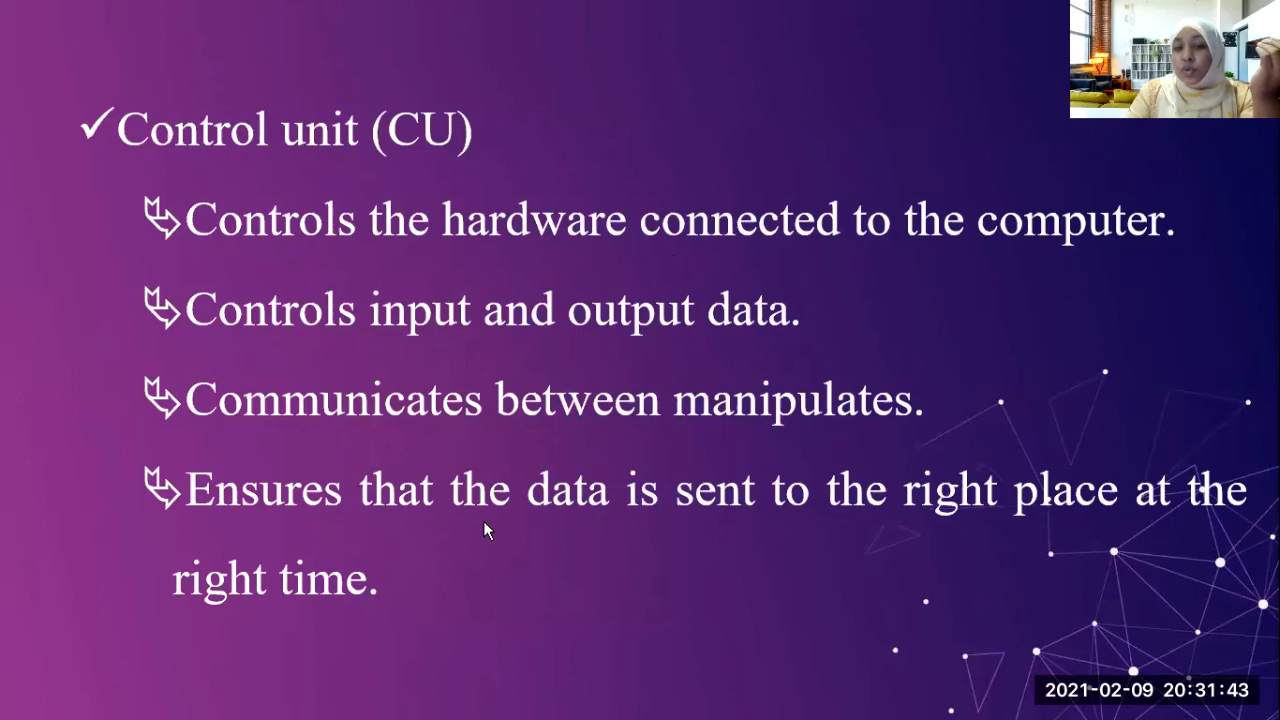 ✓Control unit (CU)
Controls the hardware connected to the computer.
Controls input and output data.
Communicates between manipulates.
Ensures that the data is sent to the right place at the
right time.
2021-02-09 20:31:43